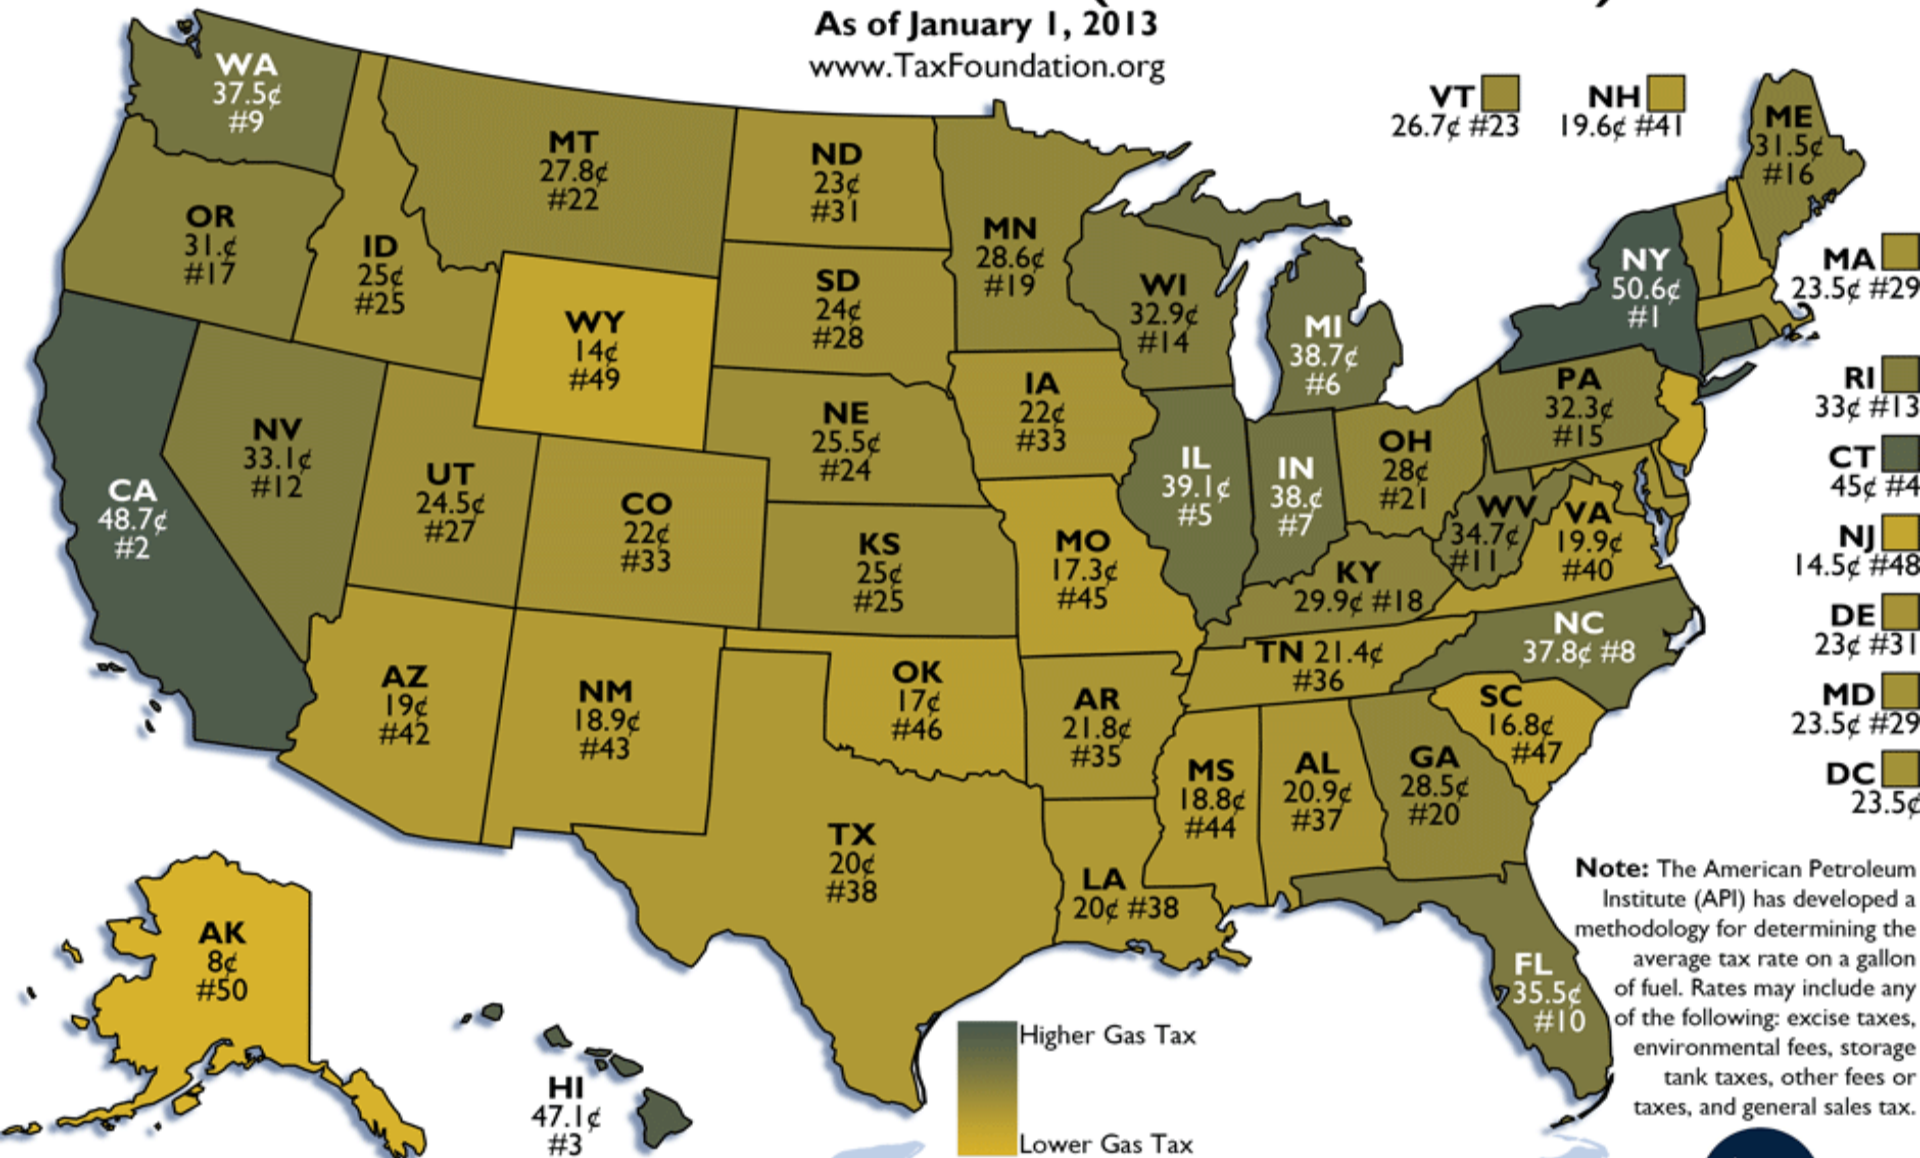 As of January 1, 2013
www.TaxFoundation.org
WA
37.5¢
#9
MT
27.8¢
#22
ND
23¢
#31
VT
26.7¢ #23
NH
19.6¢ #41
ME
31.5¢
#16
OR
31.¢
#17
ID
25¢
#25
MN
28.6¢
#19
SD
24¢
#28
WI
32.9¢
#14
NY
50.6¢
#1
MA
23.5¢ #29
WY
14¢
#49
MI
38.7¢
#6
IA
22¢
#33
PA
32.3¢
#15
RI
33¢ #13
NE
25.5¢
#24
NV
33.1¢
#12
OH
28¢
#21
CT
45¢ #4
UT
24.5¢
#27
CO
22¢
#33
IL
39.1¢
#5
IN
38.¢
#7
CA
48.7¢
#2
WV
34.7¢
#11
VA
19.9¢
#40
NJ
14.5¢ #48
KS
25¢
#25
MO
17.3¢
#45
KY
29.9¢ #18
DE
23¢ #31
NC
37.8¢ #8
TN 21.4¢
#36
AZ
19¢
#42
NM
18.9¢
#43
OK
17¢
#46
AR
21.8¢
#35
SC
16.8¢
#47
MD
23.5¢ #29
MS
18.8¢
#44
AL
20.9¢
#37
GA
28.5¢
#20
DC
23.5¢
TX
20¢
#38
LA
20¢ #38
AK
8¢
#50
FL
35.5¢
#10
HI
47.1¢
#3
Higher Gas Tax
Lower Gas Tax
Note: The American Petroleum
Institute (API) has developed a
methodology for determining the
average tax rate on a gallon
of fuel. Rates may include any
of the following: excise taxes,
environmental fees, storage
tank taxes, other fees or
taxes, and general sales tax.